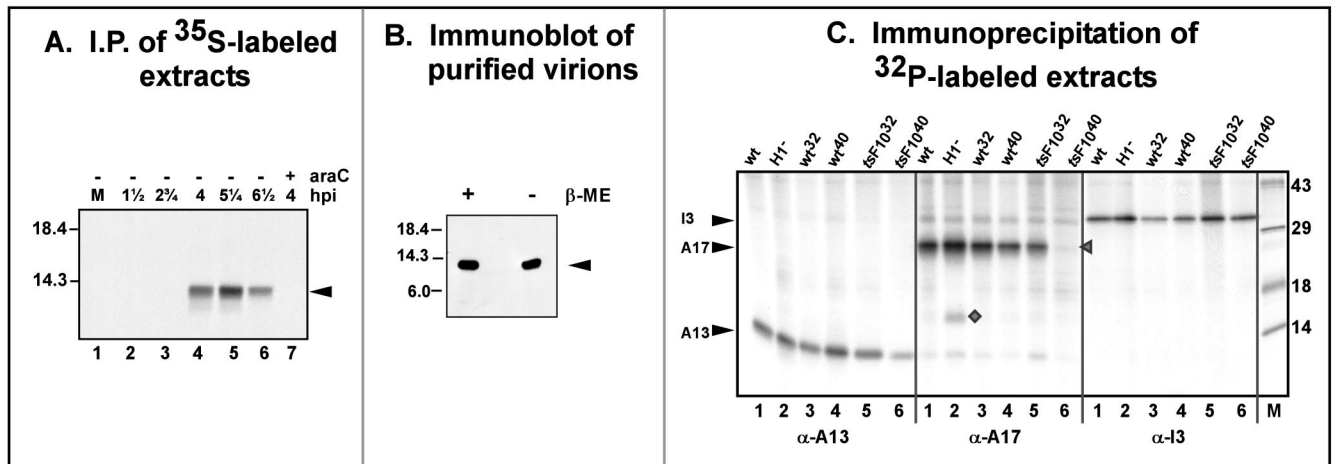 A. I.P. of 35S-labeled
extracts
- - - - - - + araC
M 1½ 2¾ 4 5¼ 6½ 4 hpi
18.4
14.3
1 2 3 4 5 6 7
B. Immunoblot of
purified virions
+ - β-ME
18.4
14.3
6.0
C. Immunoprecipitation of
32P-labeled extracts
wt H1- wt32 wt40 tsF1032 tsF1040 wt H1- wt32 wt40 tsF1032 tsF1040 wt H1- wt32 wt40 tsF1032 tsF1040
I3
A17
A13
43
29
18
14
1 2 3 4 5 6 1 2 3 4 5 6 1 2 3 4 5 6 M
α-A13 α-A17 α-I3